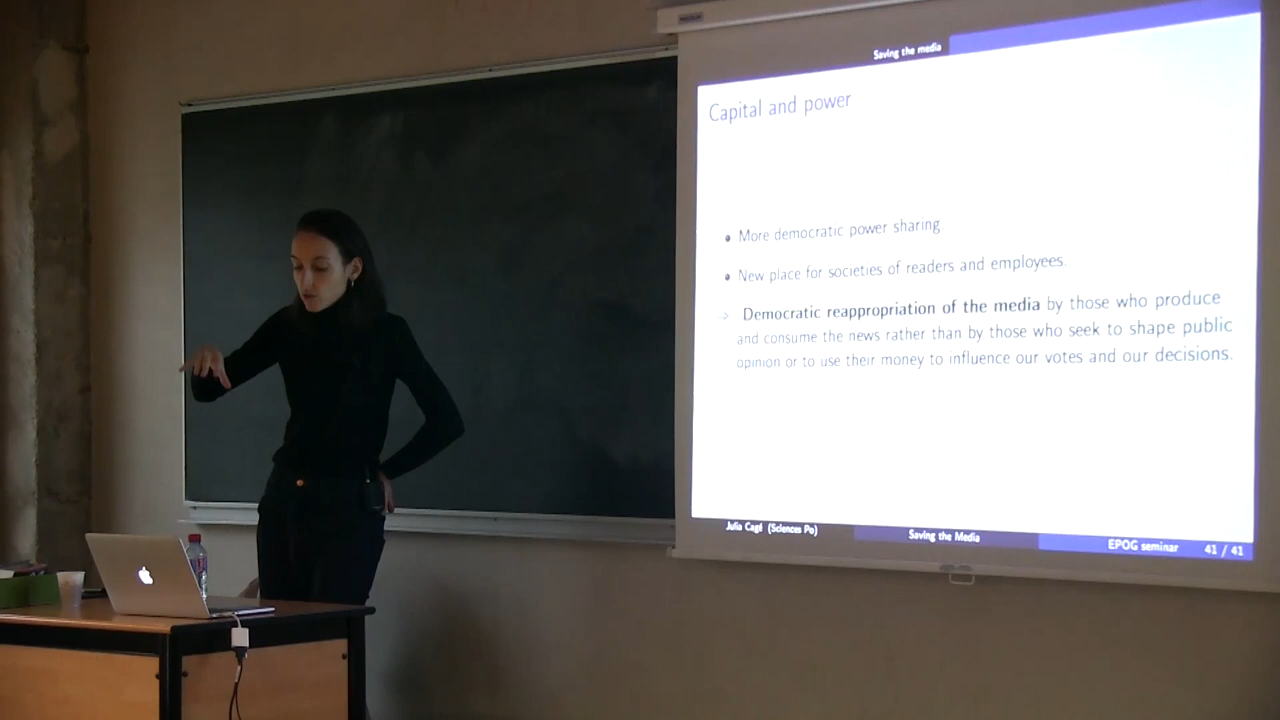 Saving the media
Capital and power
More democratic power sharing
New place for societies of readers and employees.
Democratic reappropriation of the media by those who produce
and consume the news rather than by those who seek to shape public
opinion or to use their money to influence our votes and our decisions.
Julia Cagé (Sciences Po)
Saving the Media
EPOG seminar
41 / 41